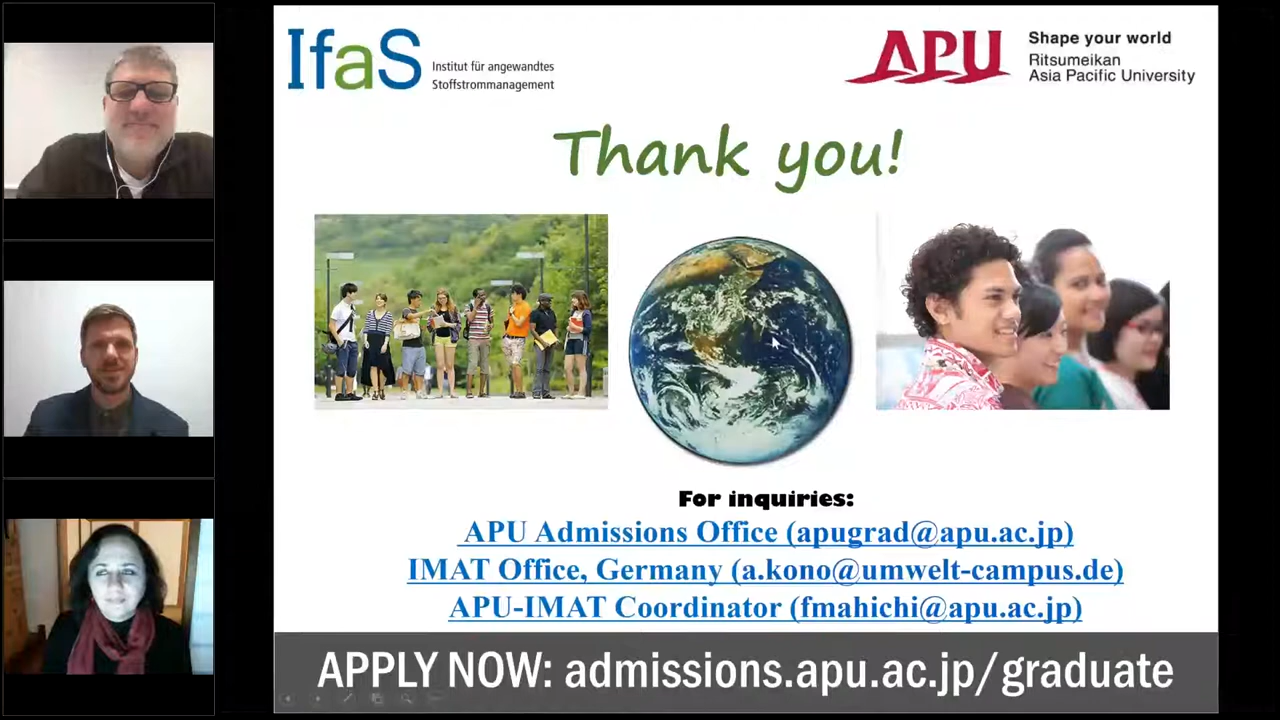 IfaS
Institut für angewandtes
Stoffstrommanagement
APU
Shape your world
Ritsumeikan
Asia Pacific University
Thank you!
For inquiries:
APU Admissions Office (apugrad@apu.ac.jp)
IMAT Office, Germany (a.kono@umwelt-campus.de)
APU-IMAT Coordinator (fmahichi@apu.ac.jp)
APPLY NOW: admissions.apu.ac.jp/graduate